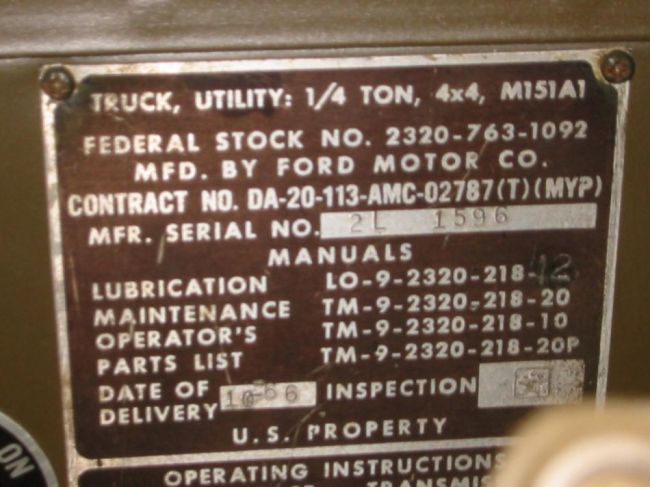 TRUCK, UTILITY: 1/4 TON, 4x4, M151A1
FEDERAL STOCK NO. 2320-763-1092
MFD. BY FORD MOTOR CO.
CONTRACT NO. DA-20-113-AMC-02787(T)(MYP)
MFR. SERIAL NO. 2L 1596
MANUALS
LUBRICATION LO-9-2320-218-12
MAINTENANCE TM-9-2320-218-20
OPERATOR'S TM-9-2320-218-10
PARTS LIST TM-9-2320-218-20P
DATE OF DELIVERY 10-66 INSPECTION
U.S. PROPERTY
OPERATING INSTRUCTIONS
ON